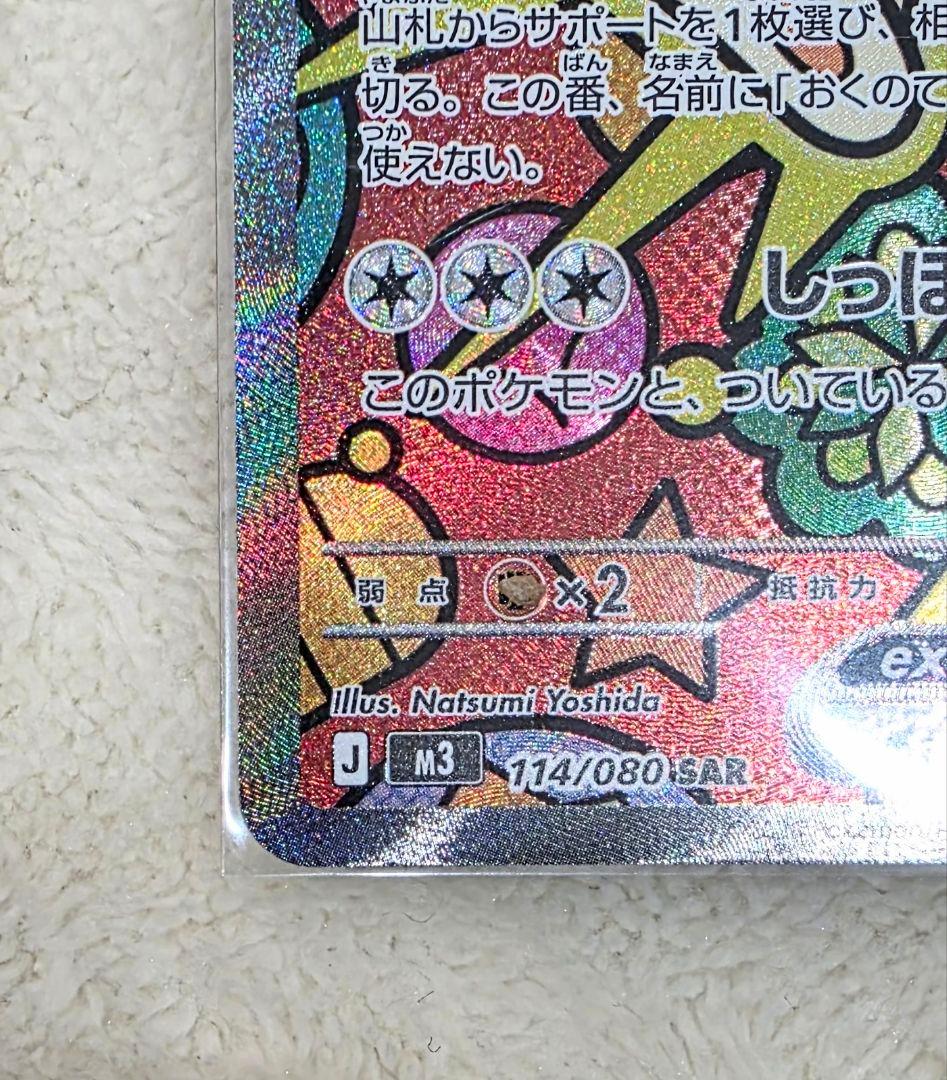 山札からサポートを1枚選び、相
切る。この番、名前に「おくのて
使えない。
しっぽ
このポケモンと、ついている
弱点 ×2 抵抗力
ex
Illus. Natsumi Yoshida
J M3 114/080 SAR